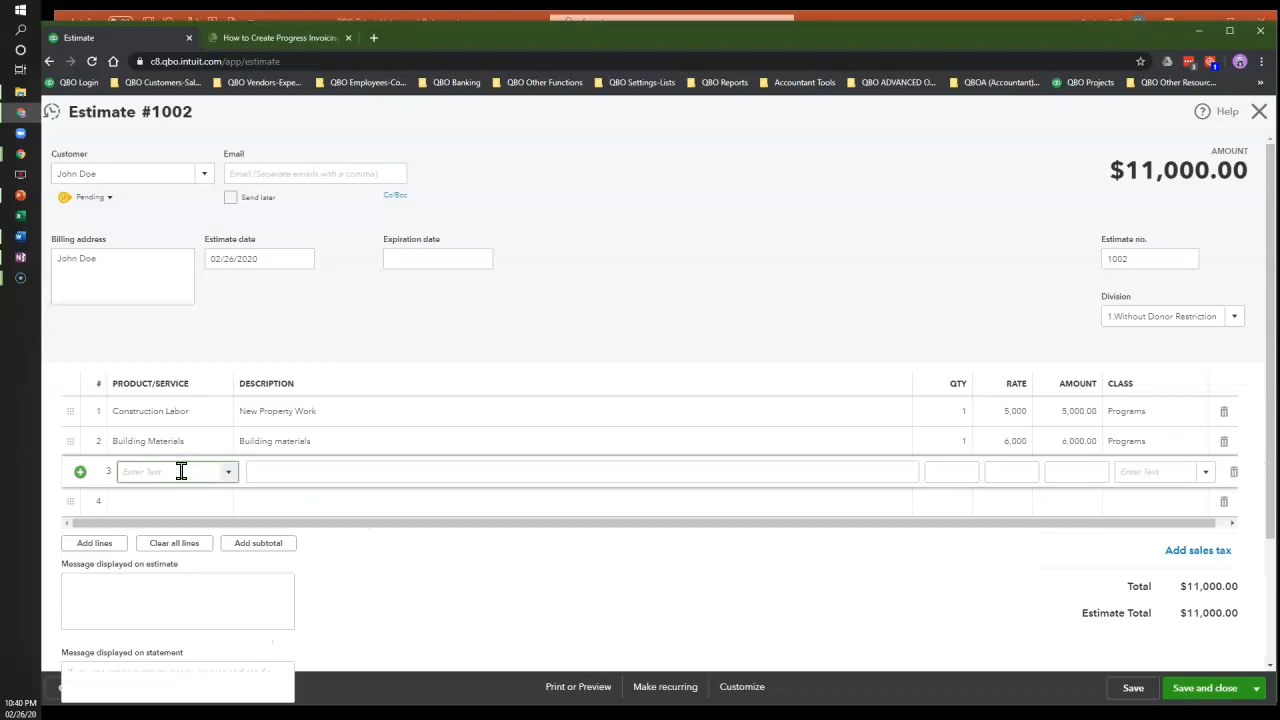 Estimate
How to Create Progress Invoicing
c8.qbo.intuit.com/app/estimate
QBO Login QBO Customers-Sal... QBO Vendors-Expe... QBO Employees-Co... QBO Banking QBO Other Functions QBO Settings-Lists QBO Reports Accountant Tools QBO ADVANCED O... QBOA (Accountant)... QBO Projects QBO Other Resourc...
Estimate #1002
Help
Customer
Email
AMOUNT
John Doe
Email (Separate emails with a comma)
$11,000.00
Pending
Send later
Cc/Bcc
Billing address
Estimate date
Expiration date
Estimate no.
John Doe
02/26/2020
1002
Division
1.Without Donor Restriction
# PRODUCT/SERVICE DESCRIPTION QTY RATE AMOUNT CLASS
1 Construction Labor New Property Work 1 5,000 5,000.00 Programs
2 Building Materials Building materials 1 6,000 6,000.00 Programs
3 Enter Text Enter Text
4
Add lines Clear all lines Add subtotal
Add sales tax
Message displayed on estimate
Total $11,000.00
Estimate Total $11,000.00
Message displayed on statement
Print or Preview Make recurring Customize Save Save and close
10:40 PM
02/26/20